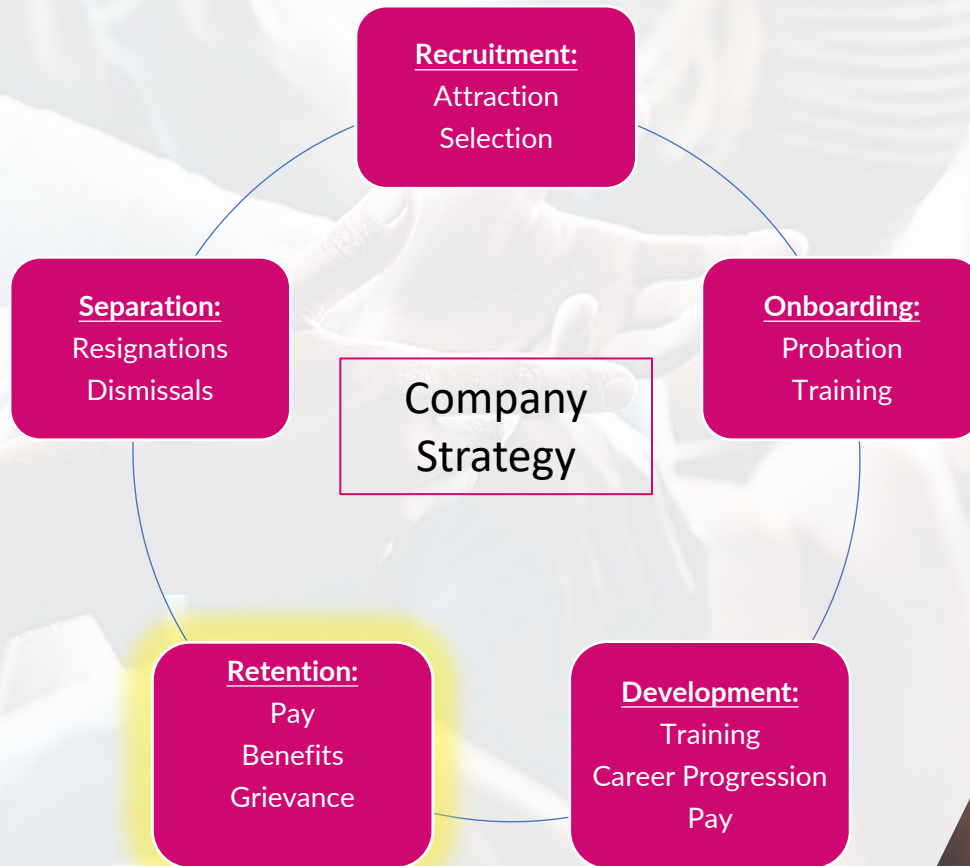 Recruitment:
Attraction
Selection
Onboarding:
Probation
Training
Development:
Training
Career Progression
Pay
Retention:
Pay
Benefits
Grievance
Separation:
Resignations
Dismissals
Company
Strategy